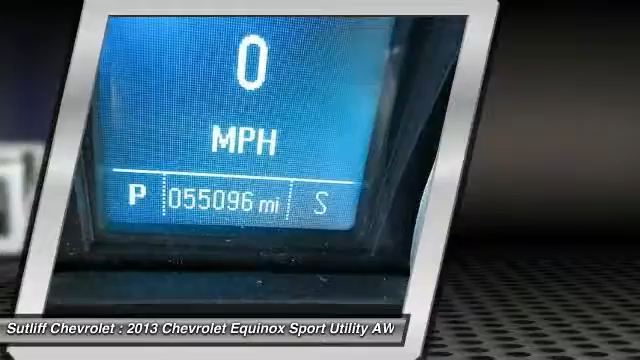 0
MPH
P 055096 mi S
Sutliff Chevrolet : 2013 Chevrolet Equinox Sport Utility AW